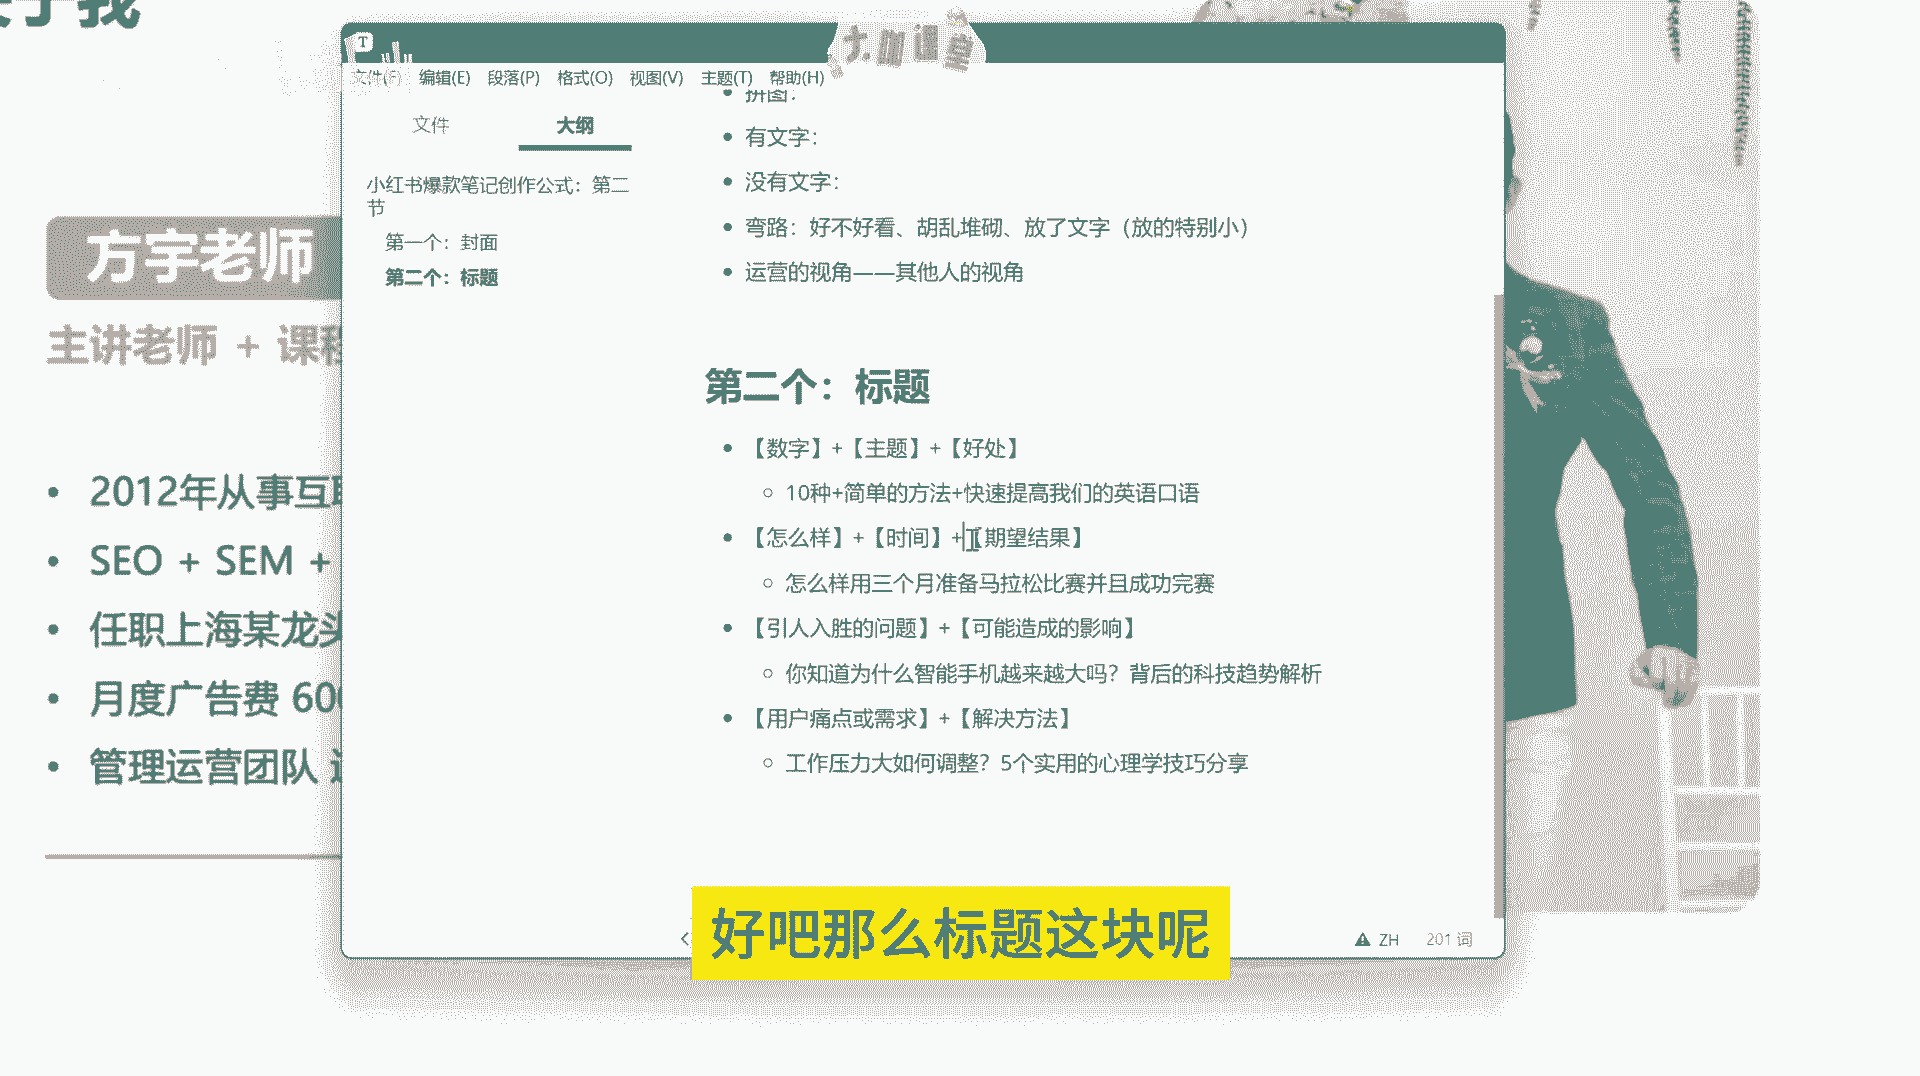 大咖课堂
T
文件(F) 编辑(E) 段落(P) 格式(O) 视图(V) 主题(T) 帮助(H)
文件 大纲
小红书爆款笔记创作公式：第二
节
第一个：封面
第二个：标题
拼图：
有文字：
没有文字：
弯路：好不好看、胡乱堆砌、放了文字（放的特别小）
运营的视角——其他人的视角
第二个：标题
【数字】+【主题】+【好处】
10种+简单的方法+快速提高我们的英语口语
【怎么样】+【时间】+【期望结果】
怎么样用三个月准备马拉松比赛并且成功完赛
【引人入胜的问题】+【可能造成的影响】
你知道为什么智能手机越来越大吗？背后的科技趋势解析
【用户痛点或需求】+【解决方法】
工作压力大如何调整？5个实用的心理学技巧分享
ZH 201 词
方宇老师
主讲老师 + 课程
2012年从事互联
SEO + SEM +
任职上海某龙头
月度广告费 600
管理运营团队
好吧那么标题这块呢